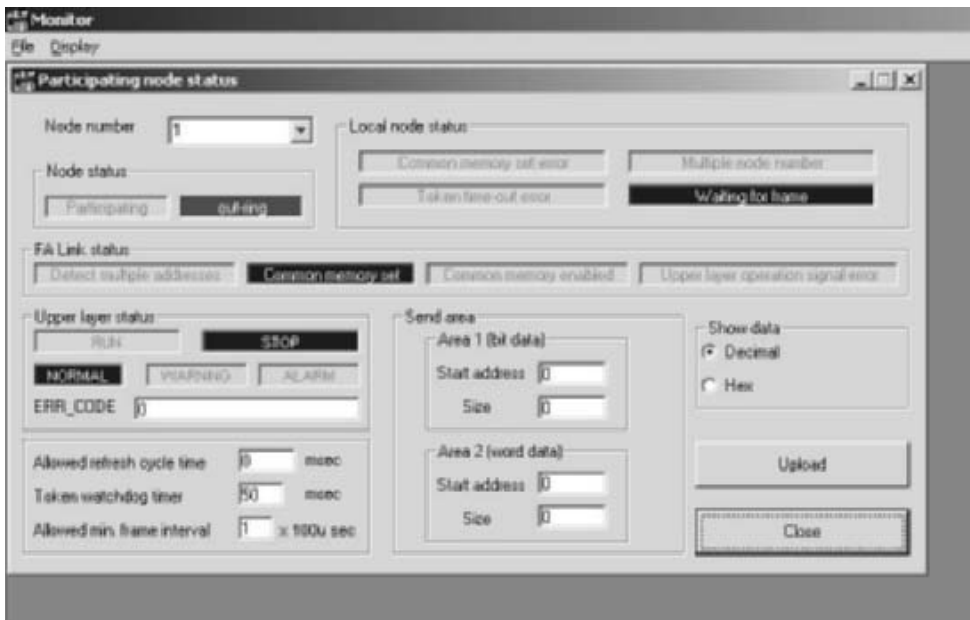 Monitor
File Display
Participating node status
Node number 1
Node status
Participating out-ring
Local node status
Common memory set error Multiple node number
Token time-out error Waiting for frame
FA Link status
Detect multiple addresses Common memory set Common memory enabled Upper layer operation signal error
Upper layer status
RUN STOP
NORMAL WARNING ALARM
ERR_CODE 0
Allowed refresh cycle time 0 msec
Token watchdog timer 50 msec
Allowed min. frame interval 1 x 100u sec
Send area
Area 1 (bit data)
Start address 0
Size 0
Area 2 (word data)
Start address 0
Size 0
Show data
Decimal
Hex
Upload
Close